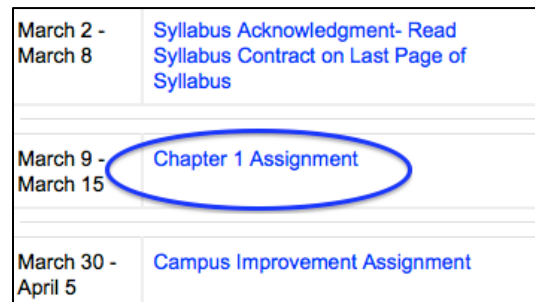 March 2 -
March 8
Syllabus Acknowledgment- Read
Syllabus Contract on Last Page of
Syllabus
March 9 -
March 15
Chapter 1 Assignment
March 30 -
April 5
Campus Improvement Assignment